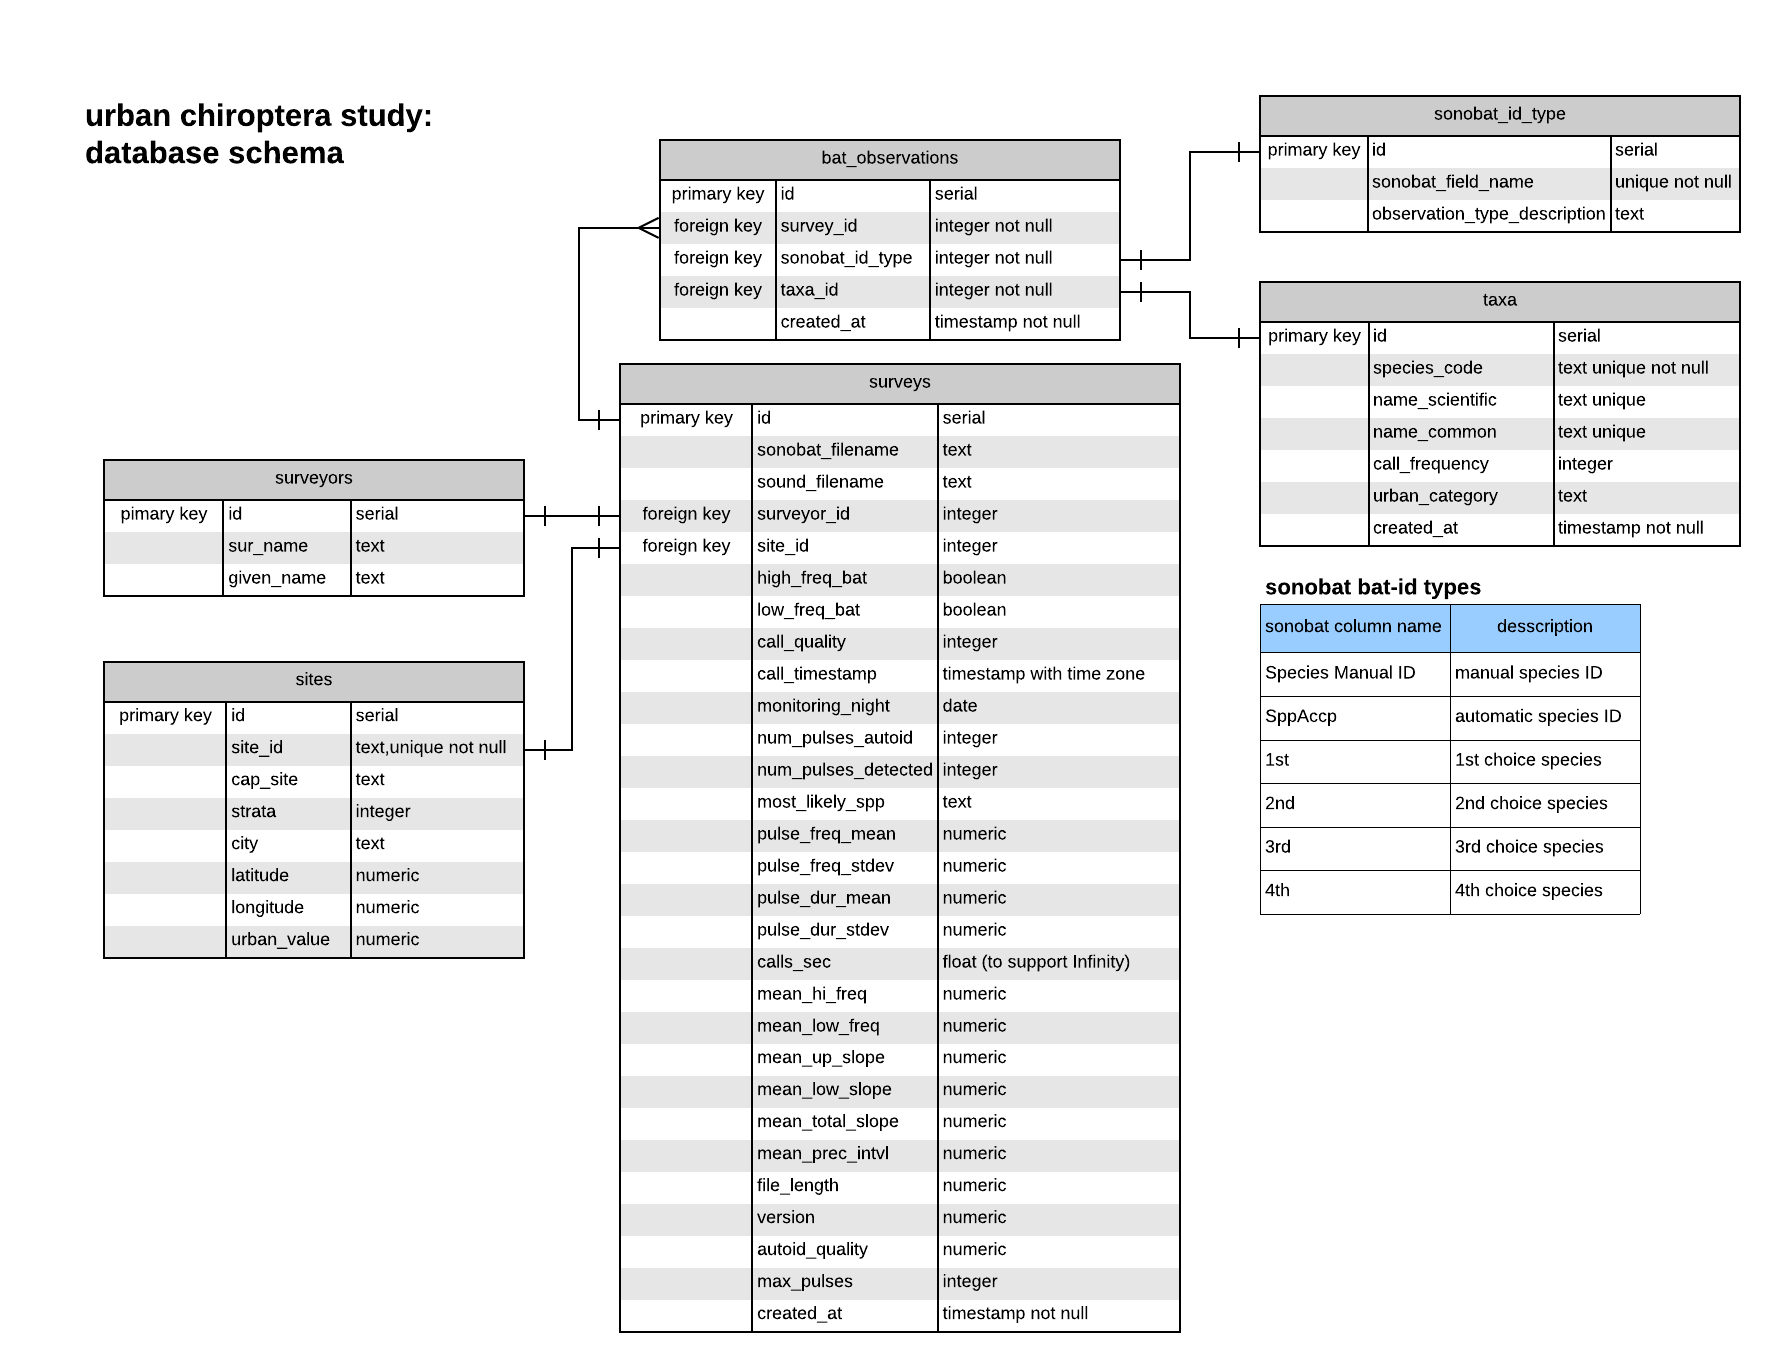 urban chiroptera study:
database schema
bat_observations
primary key id serial
foreign key survey_id integer not null
foreign key sonobat_id_type integer not null
foreign key taxa_id integer not null
created_at timestamp not null
sonobat_id_type
primary key id serial
sonobat_field_name unique not null
observation_type_description text
taxa
primary key id serial
species_code text unique not null
name_scientific text unique
name_common text unique
call_frequency integer
urban_category text
created_at timestamp not null
surveys
primary key id serial
sonobat_filename text
sound_filename text
foreign key surveyor_id integer
foreign key site_id integer
high_freq_bat boolean
low_freq_bat boolean
call_quality integer
call_timestamp timestamp with time zone
monitoring_night date
num_pulses_autoid integer
num_pulses_detected integer
most_likely_spp text
pulse_freq_mean numeric
pulse_freq_stdev numeric
pulse_dur_mean numeric
pulse_dur_stdev numeric
calls_sec float (to support Infinity)
mean_hi_freq numeric
mean_low_freq numeric
mean_up_slope numeric
mean_low_slope numeric
mean_total_slope numeric
mean_prec_intvl numeric
file_length numeric
version numeric
autoid_quality numeric
max_pulses integer
created_at timestamp not null
surveyors
pimary key id serial
sur_name text
given_name text
sites
primary key id serial
site_id text,unique not null
cap_site text
strata integer
city text
latitude numeric
longitude numeric
urban_value numeric
sonobat bat-id types
sonobat column name desscription
Species Manual ID manual species ID
SppAccp automatic species ID
1st 1st choice species
2nd 2nd choice species
3rd 3rd choice species
4th 4th choice species